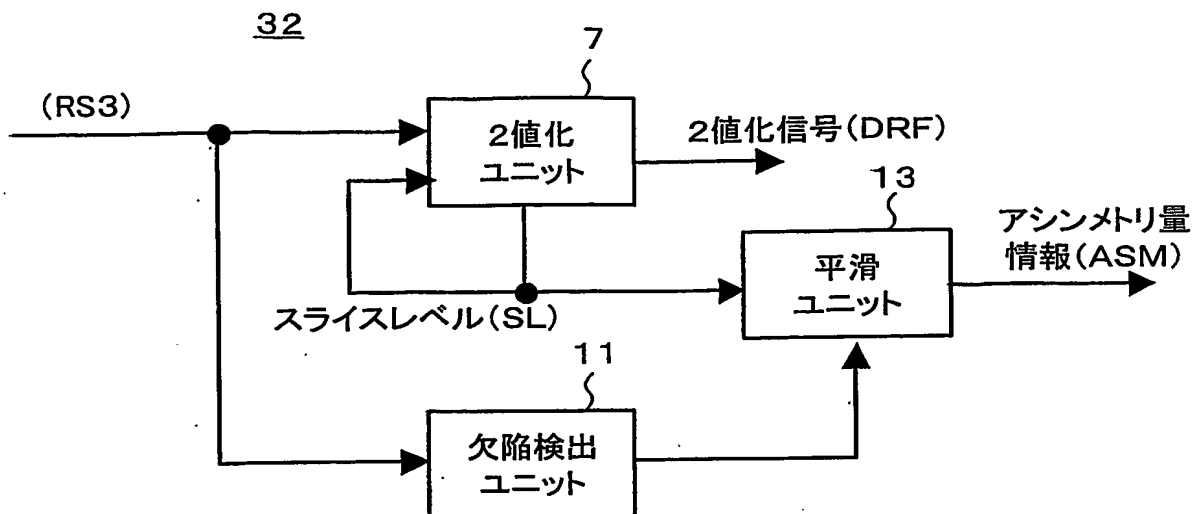 32
(RS3)
7
2値化
ユニット
2値化信号(DRF)
13
平滑
ユニット
アシンメトリ量
情報(ASM)
スライスレベル(SL)
11
欠陥検出
ユニット